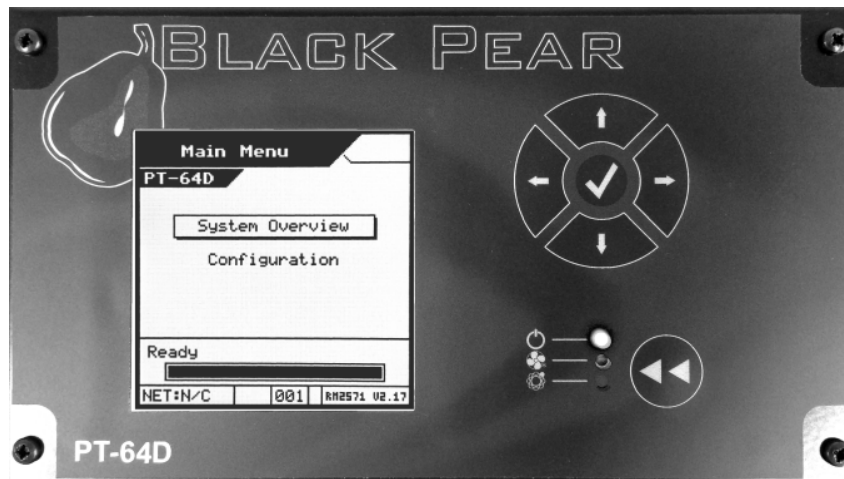 BLACK PEAR
Main Menu
PT-64D
System Overview
Configuration
Ready
NET:N/C 001 RM2571 V2.17
PT-64D